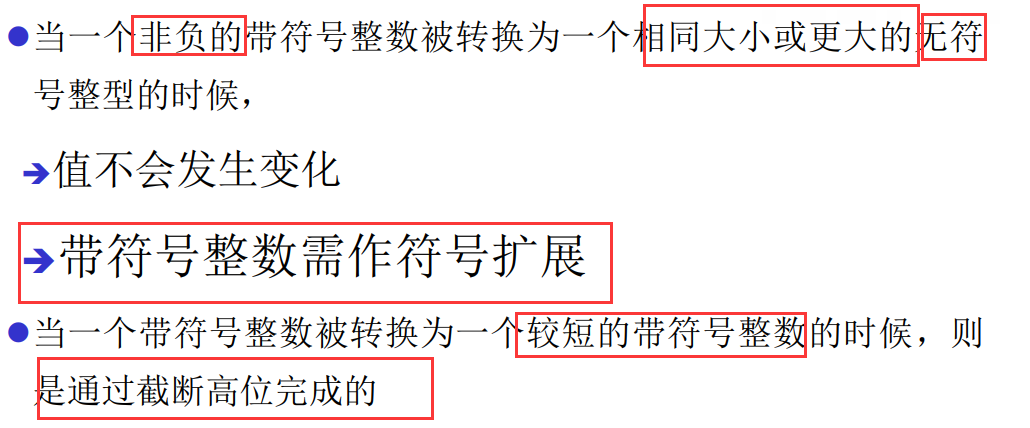 ●当一个非负的带符号整数被转换为一个相同大小或更大的无符
号整型的时候，
➔值不会发生变化
➔带符号整数需作符号扩展
●当一个带符号整数被转换为一个较短的带符号整数的时候，则
是通过截断高位完成的